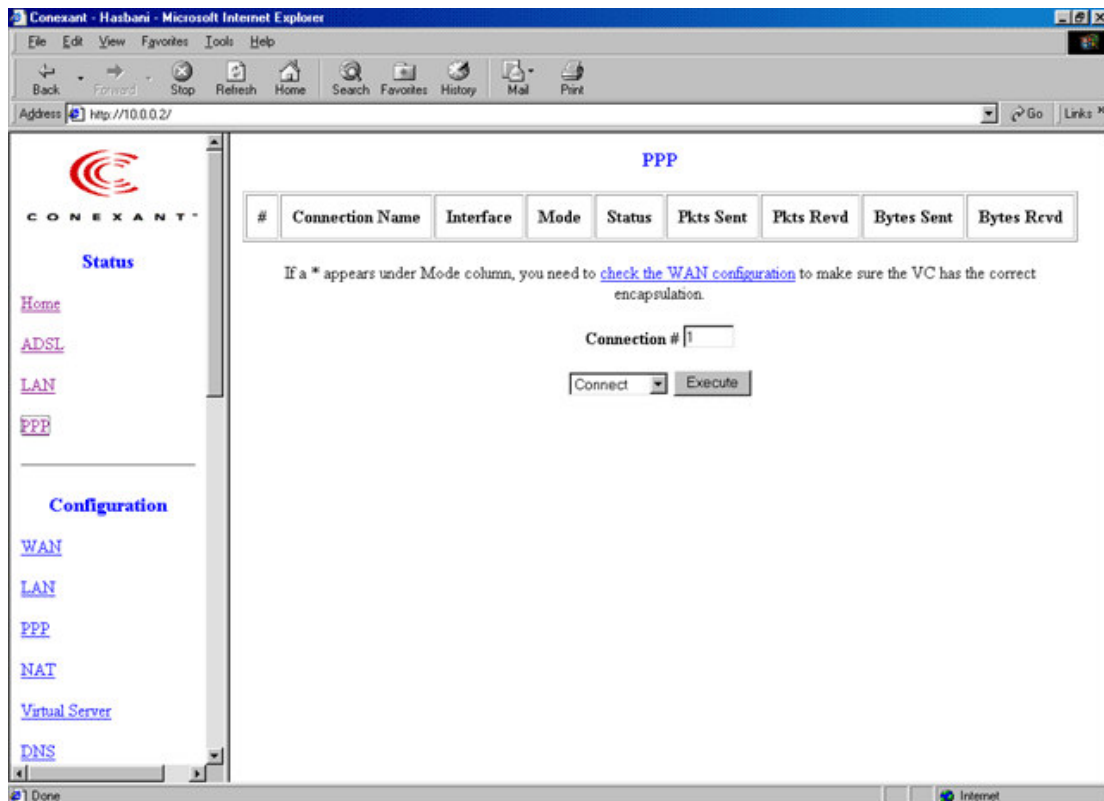 Conexant - Hasbani - Microsoft Internet Explorer
File Edit View Favorites Tools Help
Back Forward Stop Refresh Home Search Favorites History Mail Print
Address http://10.0.0.2/ Go Links »
CONEXANT™
Status
Home
ADSL
LAN
PPP
Configuration
WAN
LAN
PPP
NAT
Virtual Server
DNS
PPP
# Connection Name Interface Mode Status Pkts Sent Pkts Rcvd Bytes Sent Bytes Rcvd
If a * appears under Mode column, you need to check the WAN configuration to make sure the VC has the correct
encapsulation.
Connection # 1
Connect Execute
Done Internet